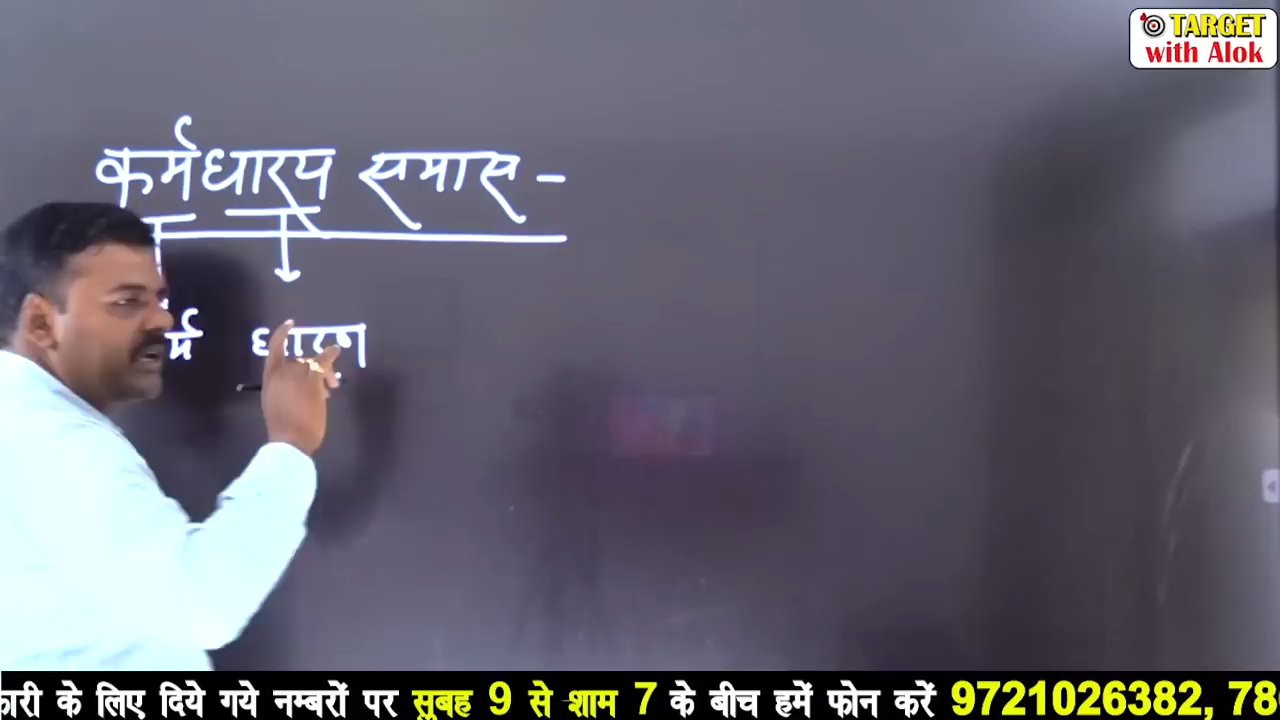 TARGET
with Alok
कर्मधारय समास -
र्म धारण
कारी के लिए दिये गये नम्बरों पर सुबह 9 से शाम 7 के बीच हमें फोन करें 9721026382, 78